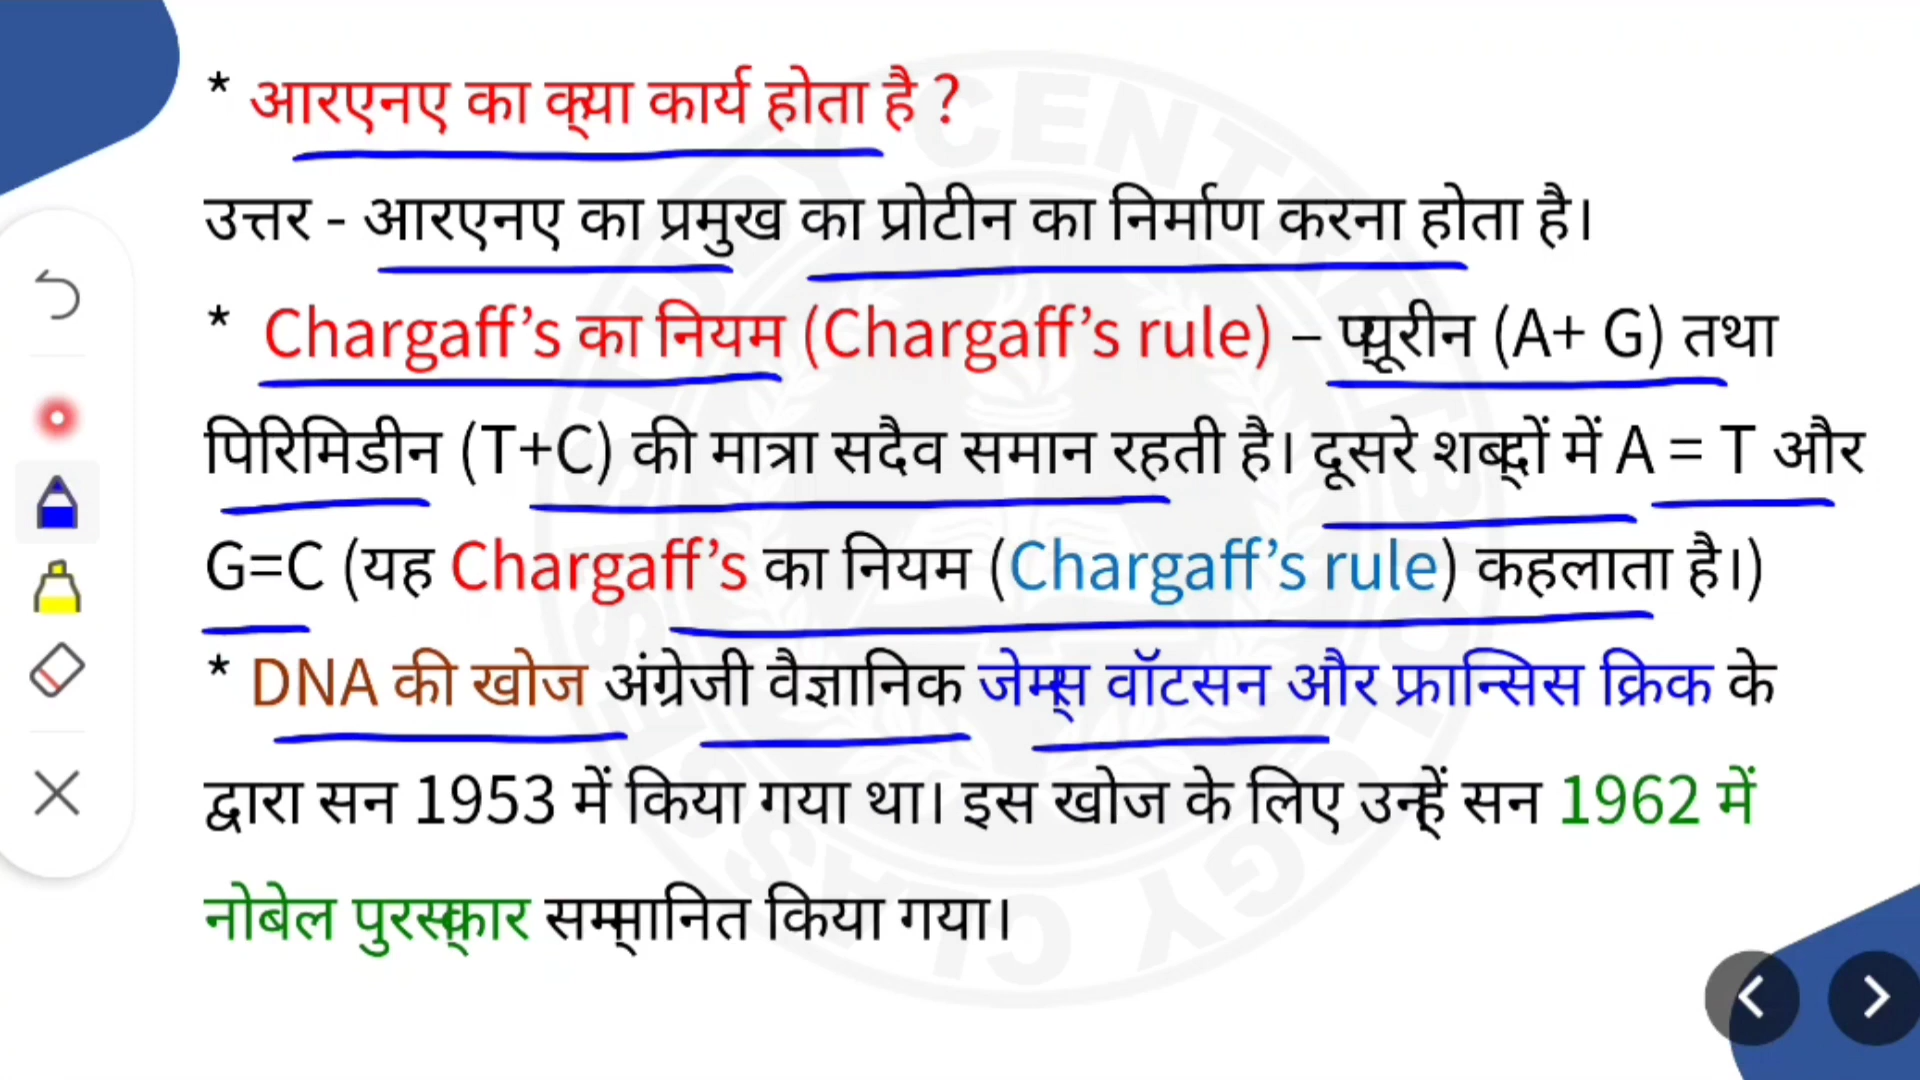 * आरएनए का क्या कार्य होता है ?
उत्तर - आरएनए का प्रमुख का प्रोटीन का निर्माण करना होता है।
* Chargaff’s का नियम (Chargaff’s rule) – प्यूरीन (A+ G) तथा
पिरिमिडीन (T+C) की मात्रा सदैव समान रहती है। दूसरे शब्दों में A = T और
G=C (यह Chargaff’s का नियम (Chargaff’s rule) कहलाता है।)
* DNA की खोज अंग्रेजी वैज्ञानिक जेम्स वॉटसन और फ्रान्सिस क्रिक के
द्वारा सन 1953 में किया गया था। इस खोज के लिए उन्हें सन 1962 में
नोबेल पुरस्कार सम्मानित किया गया।